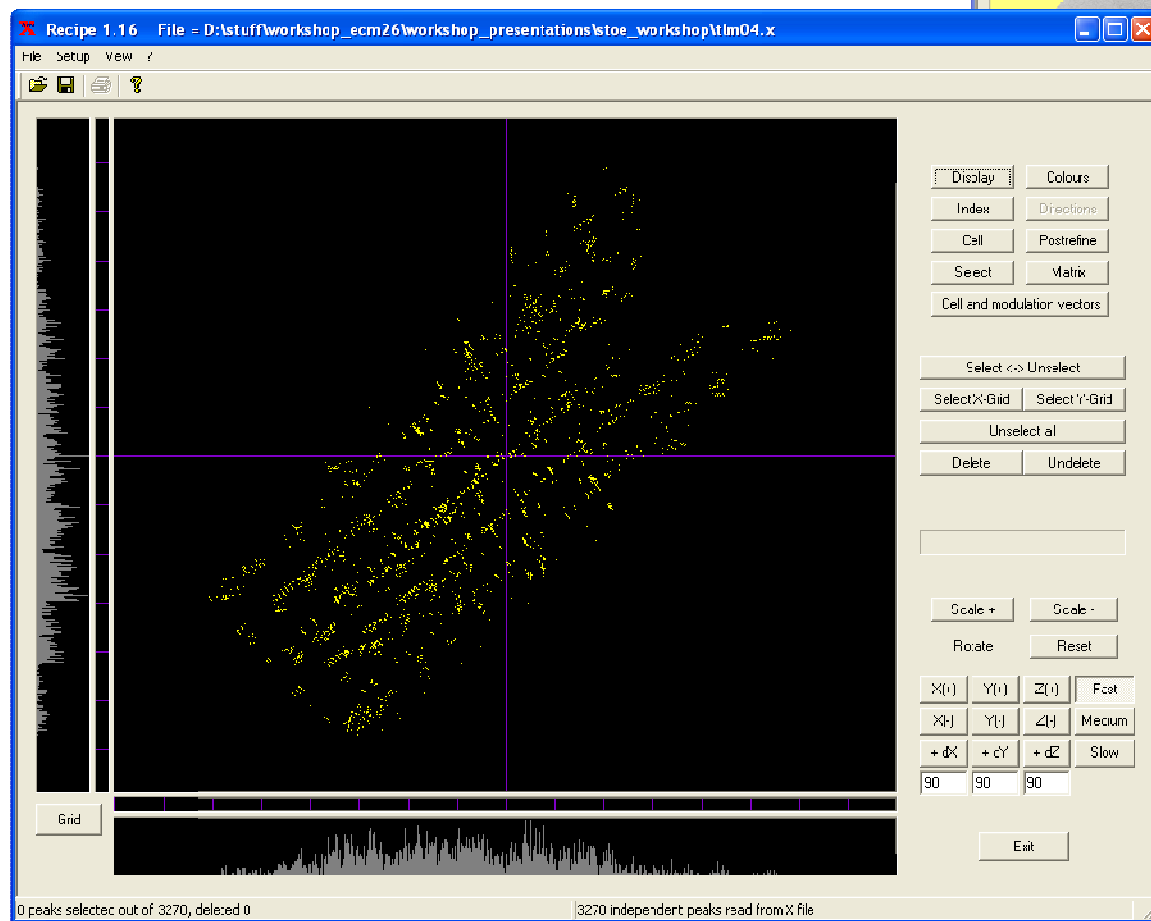 Recipe 1.16 File = D:\stuff\workshop_ecm26\workshop_presentations\stoe_workshop\tlm04.x
File Setup View ?
Display Colours
Index Directions
Cell Postrefine
Select Matrix
Cell and modulation vectors
Select <-> Unselect
Select 'X'-Grid Select 'Y'-Grid
Unselect all
Delete Undelete
Scale + Scale -
Rotate Reset
X(+) Y(+) Z(+) Fast
X(-) Y(-) Z(-) Medium
+ dX + dY + dZ Slow
90 90 90
Grid
Exit
0 peaks selected out of 3270, deleted 0 3270 independent peaks read from X file